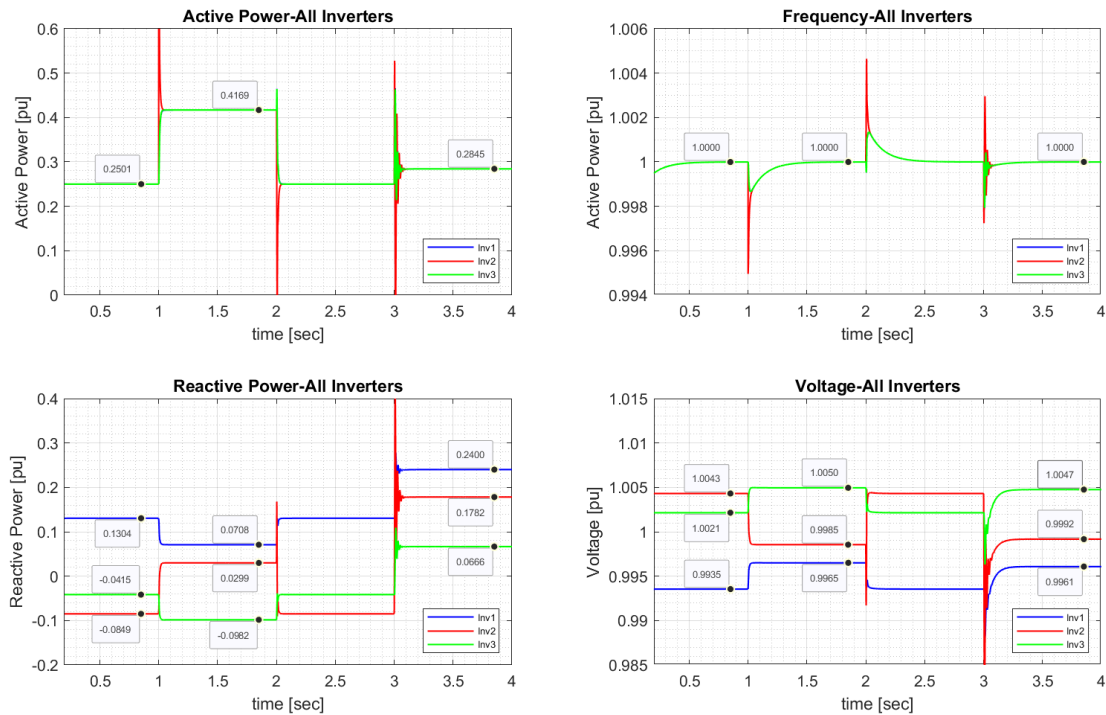 Active Power-All Inverters
Active Power [pu]
0.6
0.5
0.4
0.3
0.2
0.1
0
0.2501
0.4169
0.2845
Inv1
Inv2
Inv3
0.5 1 1.5 2 2.5 3 3.5 4
time [sec]
Frequency-All Inverters
Active Power [pu]
1.006
1.004
1.002
1
0.998
0.996
0.994
1.0000
1.0000
1.0000
Inv1
Inv2
Inv3
0.5 1 1.5 2 2.5 3 3.5 4
time [sec]
Reactive Power-All Inverters
Reactive Power [pu]
0.4
0.3
0.2
0.1
0
-0.1
-0.2
0.1304
-0.0415
-0.0849
0.0708
0.0299
-0.0982
0.2400
0.1782
0.0666
Inv1
Inv2
Inv3
0.5 1 1.5 2 2.5 3 3.5 4
time [sec]
Voltage-All Inverters
Voltage [pu]
1.015
1.01
1.005
1
0.995
0.99
0.985
1.0043
1.0021
0.9935
1.0050
0.9985
0.9965
1.0047
0.9992
0.9961
Inv1
Inv2
Inv3
0.5 1 1.5 2 2.5 3 3.5 4
time [sec]